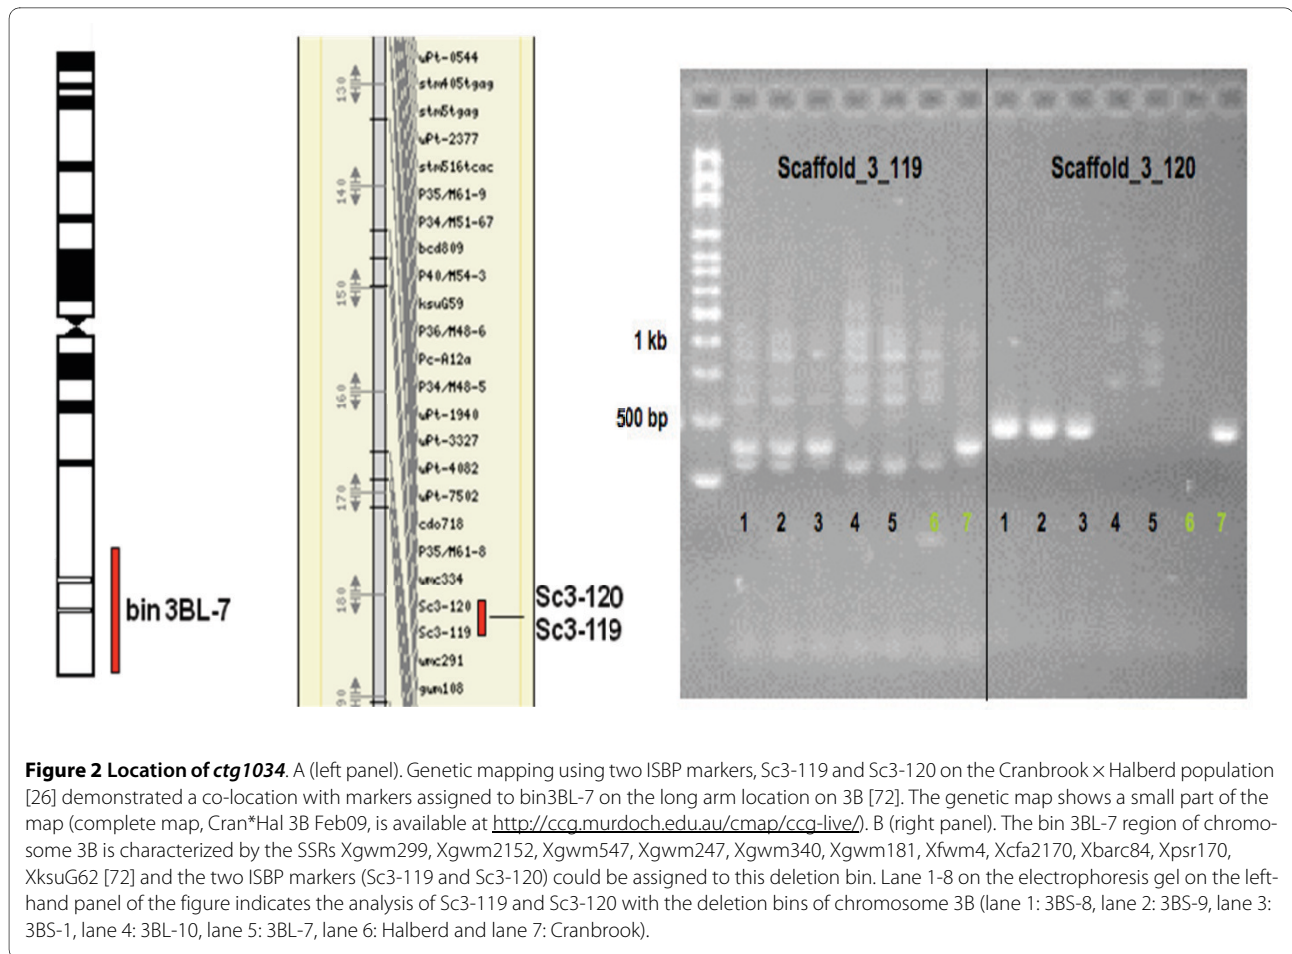 bin 3BL-7
130
140
150
160
170
180
90
wPt-0544
stm405tgag
stm5tgag
wPt-2377
stm516tcac
P35/M61-9
P34/M51-67
bcd809
P40/M54-3
ksuG59
P36/M48-6
Pc-A12a
P34/M48-5
wPt-1940
wPt-3327
wPt-4082
wPt-7502
cdo718
P35/M61-8
wmc334
Sc3-120
Sc3-119
wmc291
gwm108
Sc3-120
Sc3-119
Scaffold_3_119 Scaffold_3_120
1 kb
500 bp
1 2 3 4 5 6 7 1 2 3 4 5 6 7
Figure 2 Location of ctg1034. A (left panel). Genetic mapping using two ISBP markers, Sc3-119 and Sc3-120 on the Cranbrook × Halberd population
[26] demonstrated a co-location with markers assigned to bin3BL-7 on the long arm location on 3B [72]. The genetic map shows a small part of the
map (complete map, Cran*Hal 3B Feb09, is available at http://ccg.murdoch.edu.au/cmap/ccg-live/). B (right panel). The bin 3BL-7 region of chromo-
some 3B is characterized by the SSRs Xgwm299, Xgwm2152, Xgwm547, Xgwm247, Xgwm340, Xgwm181, Xfwm4, Xcfa2170, Xbarc84, Xpsr170,
XksuG62 [72] and the two ISBP markers (Sc3-119 and Sc3-120) could be assigned to this deletion bin. Lane 1-8 on the electrophoresis gel on the left-
hand panel of the figure indicates the analysis of Sc3-119 and Sc3-120 with the deletion bins of chromosome 3B (lane 1: 3BS-8, lane 2: 3BS-9, lane 3:
3BS-1, lane 4: 3BL-10, lane 5: 3BL-7, lane 6: Halberd and lane 7: Cranbrook).